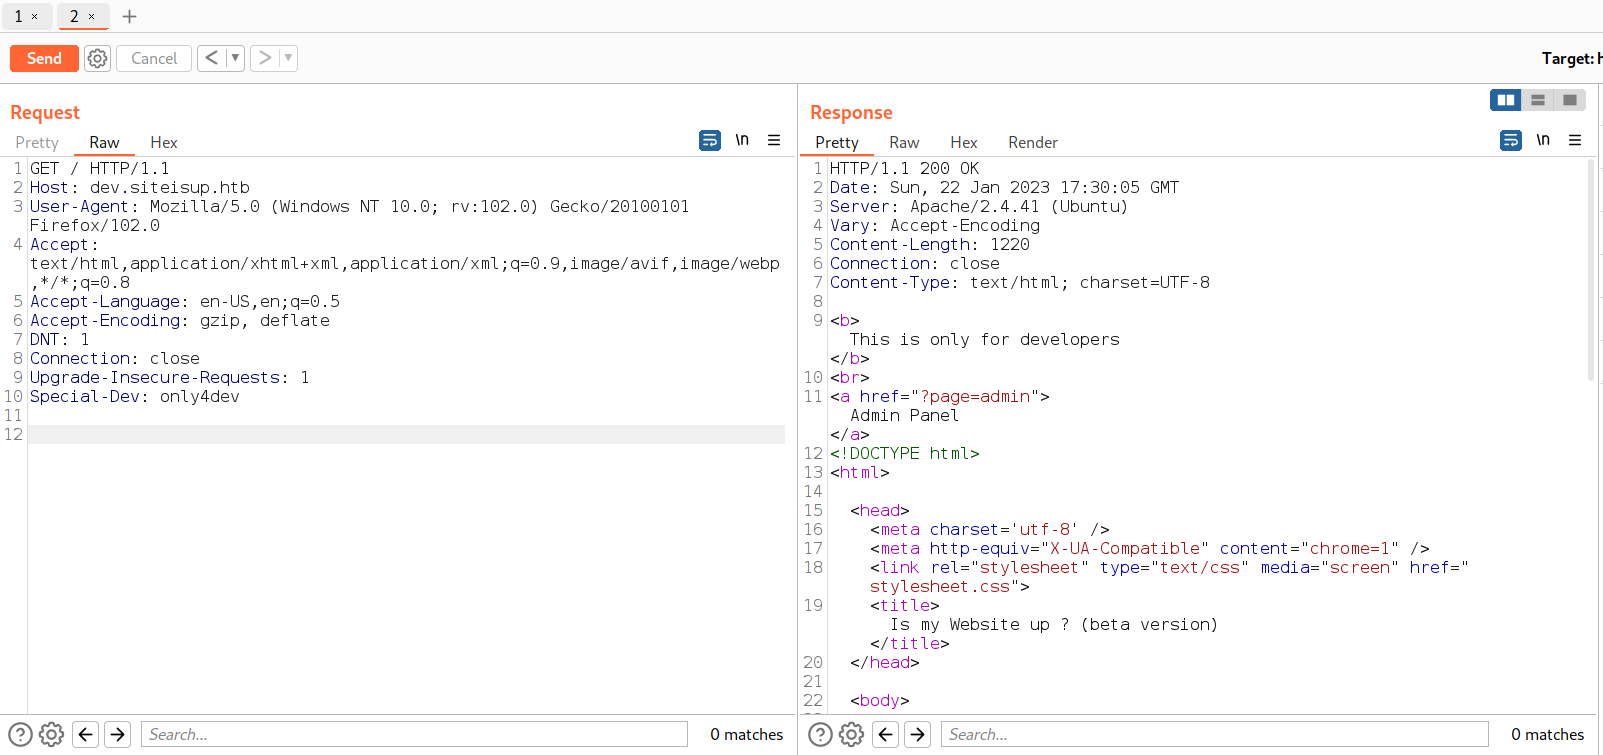 1 × 2 × +
Send Cancel < ▼ > ▼ Target: h
Request
Pretty Raw Hex \n
1 GET / HTTP/1.1
2 Host: dev.siteisup.htb
3 User-Agent: Mozilla/5.0 (Windows NT 10.0; rv:102.0) Gecko/20100101
Firefox/102.0
4 Accept:
text/html,application/xhtml+xml,application/xml;q=0.9,image/avif,image/webp
,*/*;q=0.8
5 Accept-Language: en-US,en;q=0.5
6 Accept-Encoding: gzip, deflate
7 DNT: 1
8 Connection: close
9 Upgrade-Insecure-Requests: 1
10 Special-Dev: only4dev
11
12
Search... 0 matches
Response
Pretty Raw Hex Render \n
1 HTTP/1.1 200 OK
2 Date: Sun, 22 Jan 2023 17:30:05 GMT
3 Server: Apache/2.4.41 (Ubuntu)
4 Vary: Accept-Encoding
5 Content-Length: 1220
6 Connection: close
7 Content-Type: text/html; charset=UTF-8
8
9 <b>
This is only for developers
</b>
10 <br>
11 <a href="?page=admin">
Admin Panel
</a>
12 <!DOCTYPE html>
13 <html>
14
15 <head>
16 <meta charset='utf-8' />
17 <meta http-equiv="X-UA-Compatible" content="chrome=1" />
18 <link rel="stylesheet" type="text/css" media="screen" href="
stylesheet.css">
19 <title>
Is my Website up ? (beta version)
</title>
20 </head>
21
22 <body>
Search... 0 matches